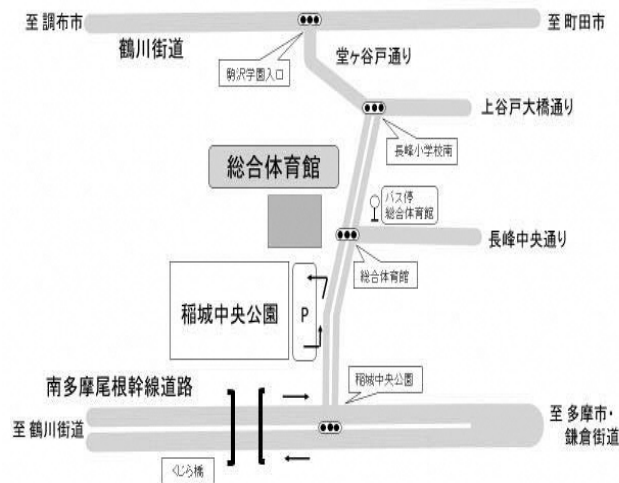 至 調布市
至 町田市
鶴川街道
駒沢学園入口
堂ヶ谷戸通り
上谷戸大橋通り
長峰小学校南
総合体育館
バス停
総合体育館
長峰中央通り
総合体育館
稲城中央公園
P
稲城中央公園
南多摩尾根幹線道路
至 鶴川街道
至 多摩市・
鎌倉街道
くじら橋